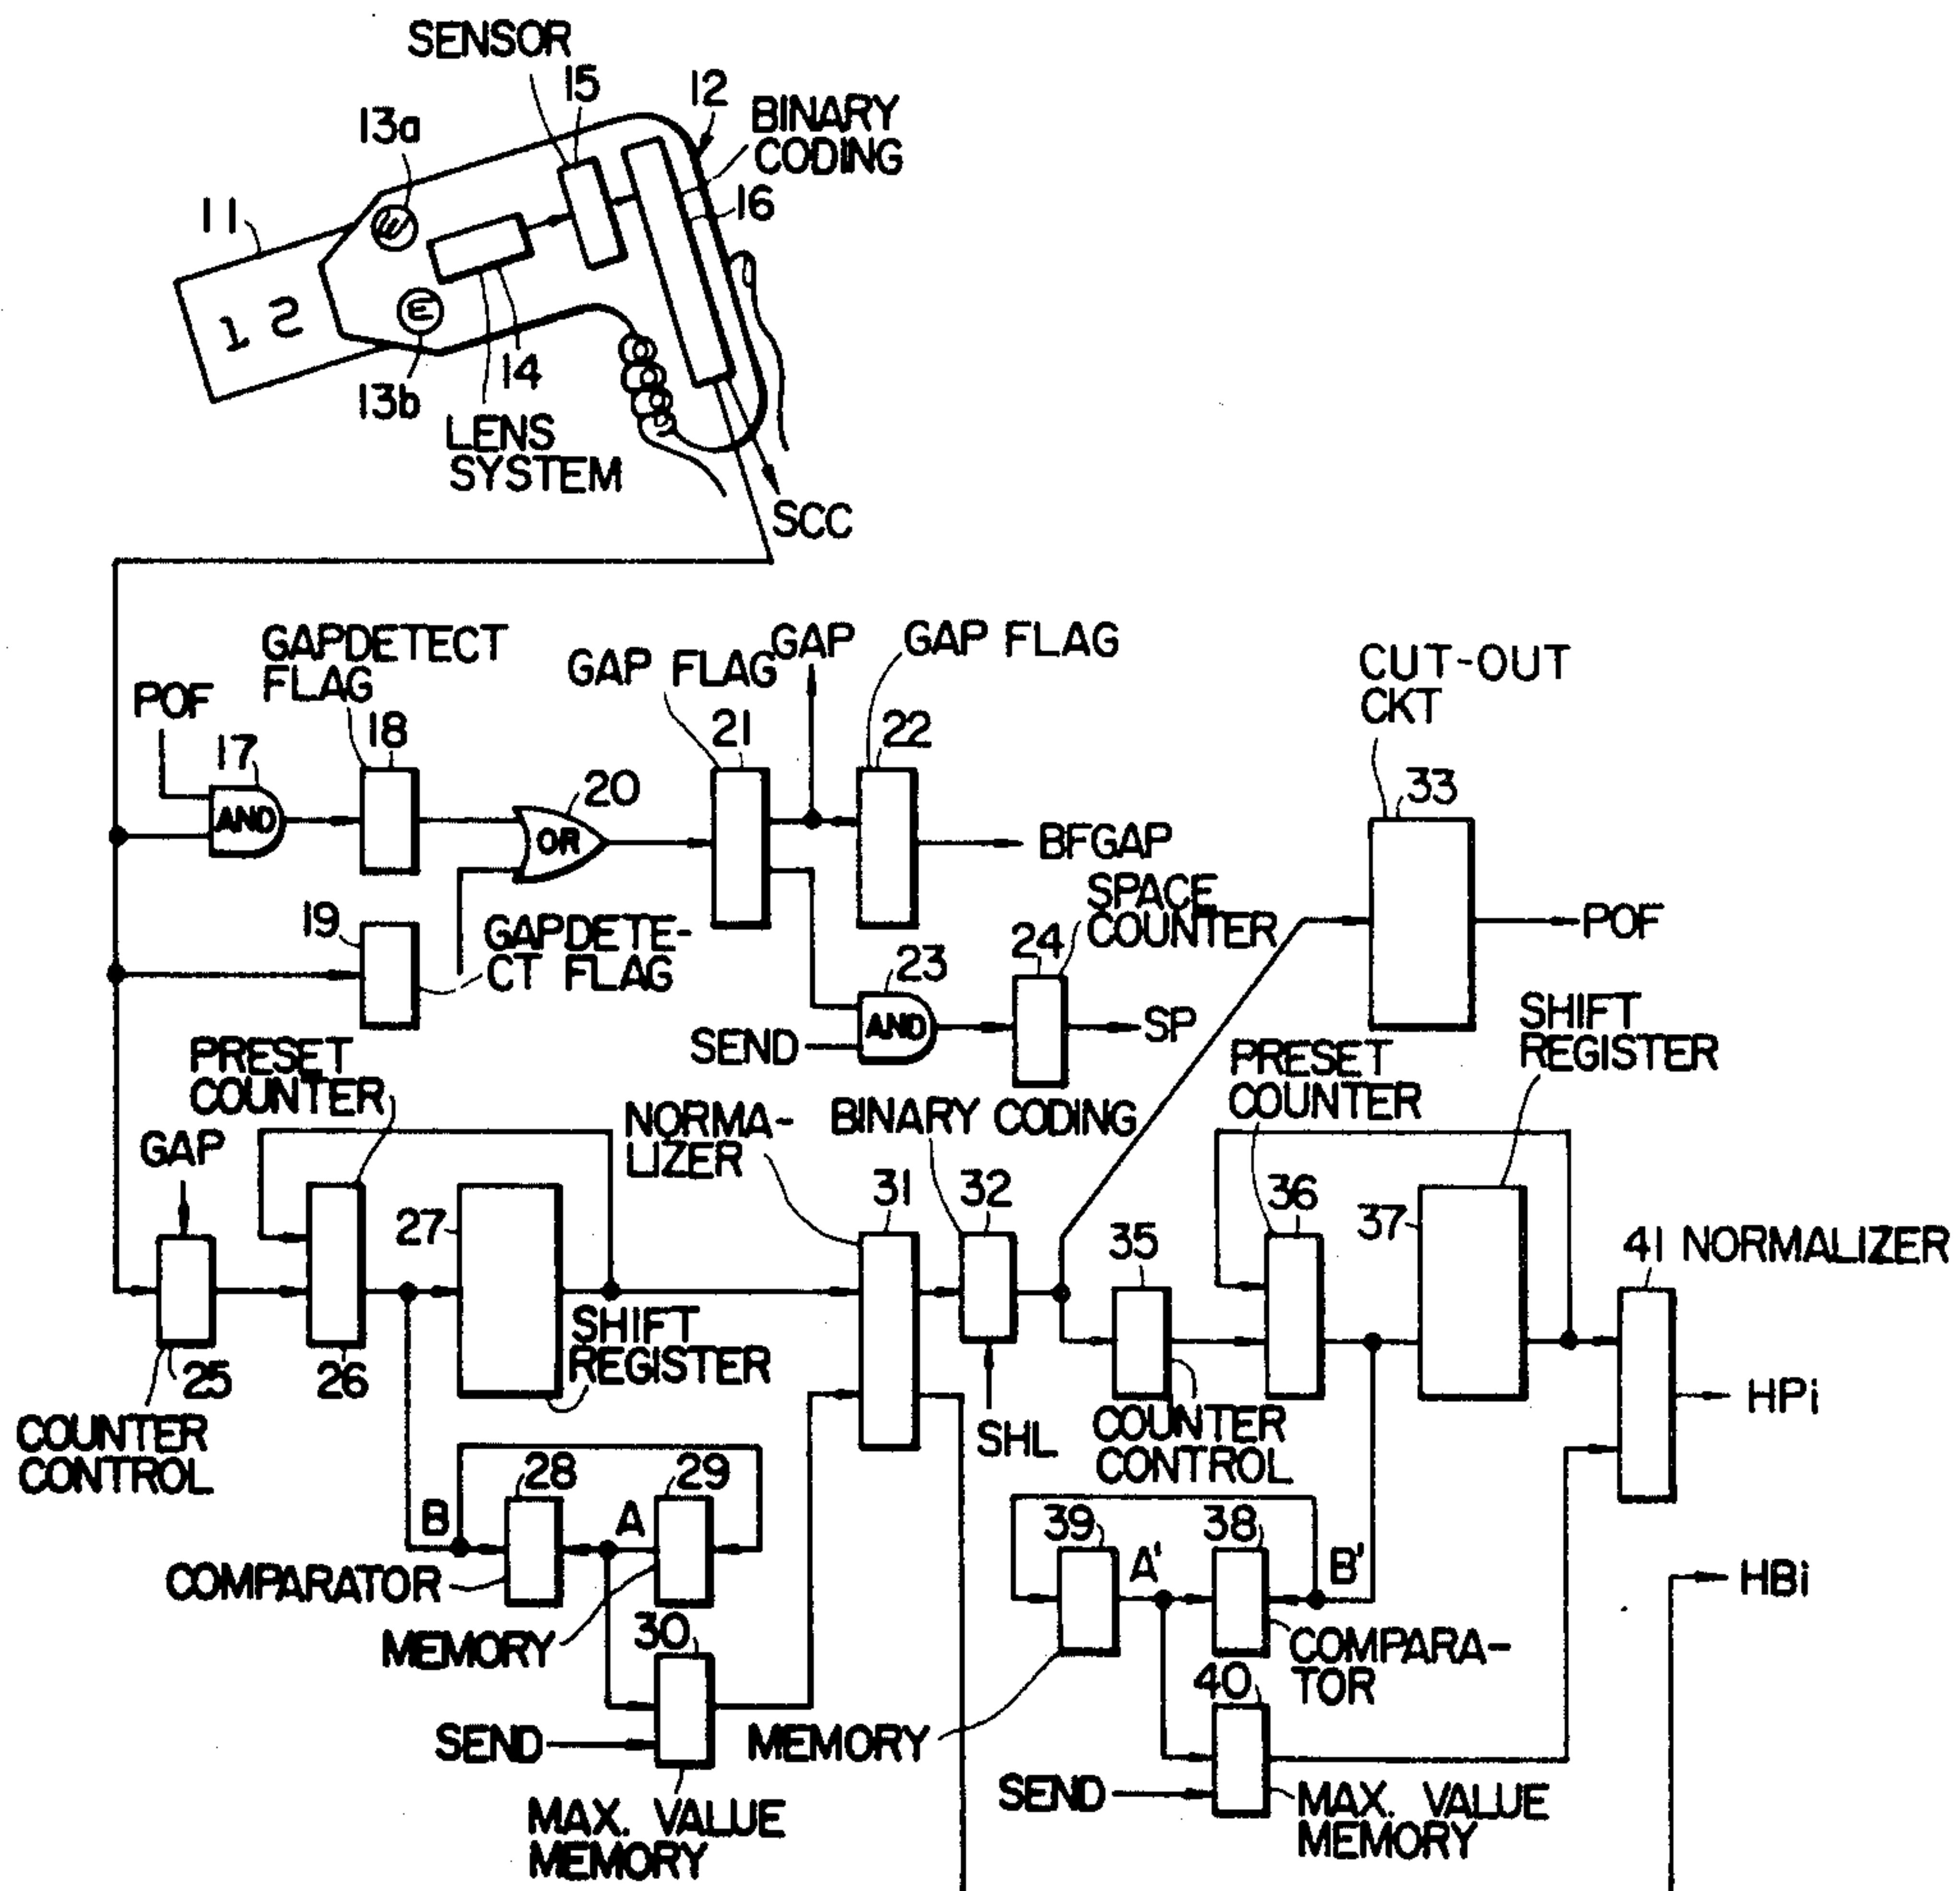 SENSOR
15
12
BINARY
CODING
13a
16
11
1 2
14
13b
LENS
SYSTEM
SCC
GAPDETECT
FLAG
GAP FLAG
GAP
GAP FLAG
CUT-OUT
CKT
POF
17
18
21
22
33
AND
20
OR
BFGAP
SPACE
COUNTER
POF
19
GAPDETE-
CT FLAG
24
23
AND
SEND
SP
SHIFT
REGISTER
PRESET
COUNTER
PRESET
COUNTER
NORMA-
LIZER
BINARY CODING
GAP
27
31
32
35
36
37
41 NORMALIZER
25
26
SHIFT
REGISTER
HPi
COUNTER
CONTROL
SHL
COUNTER
CONTROL
28
29
B
A
39
38
A'
B'
COMPARATOR
HBi
MEMORY
30
COMPARA-
TOR
40
SEND
MEMORY
SEND
MAX. VALUE
MEMORY
MAX. VALUE
MEMORY